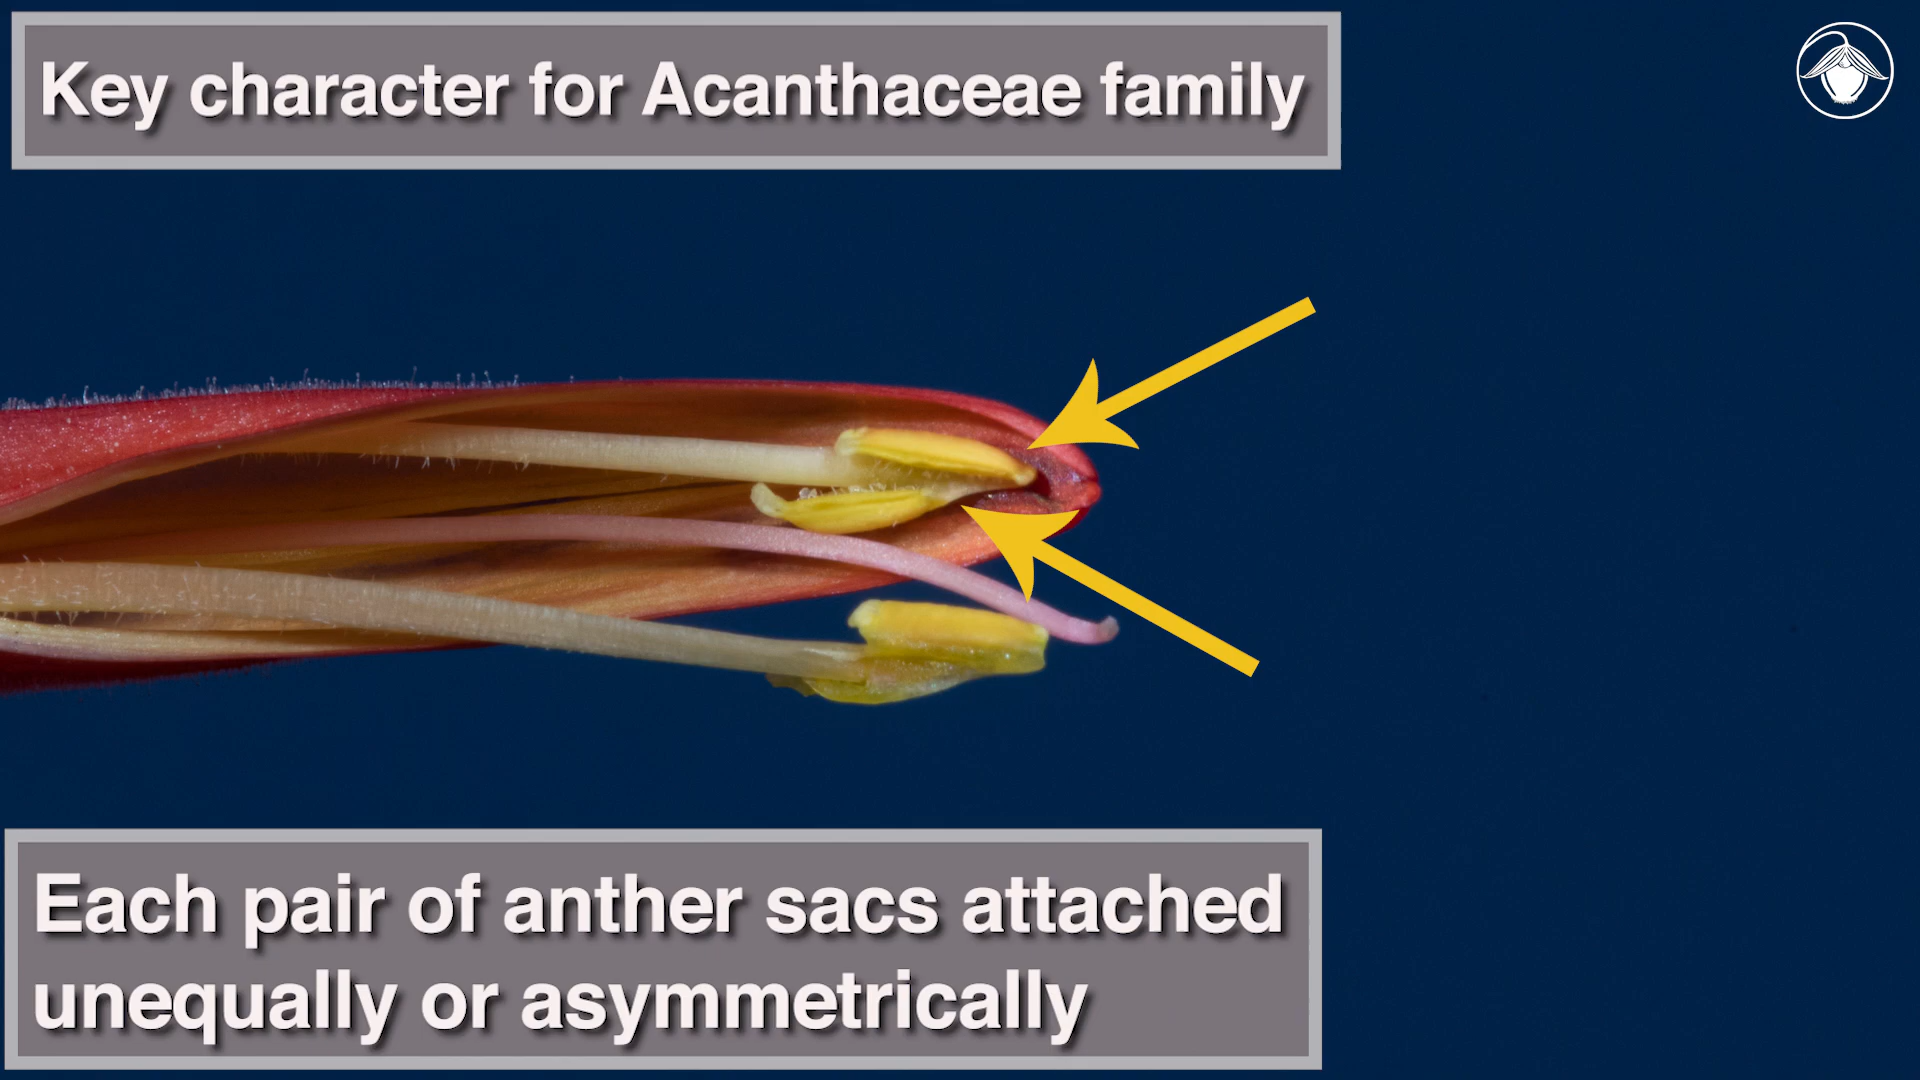 Key character for Acanthaceae family
Each pair of anther sacs attached
unequally or asymmetrically